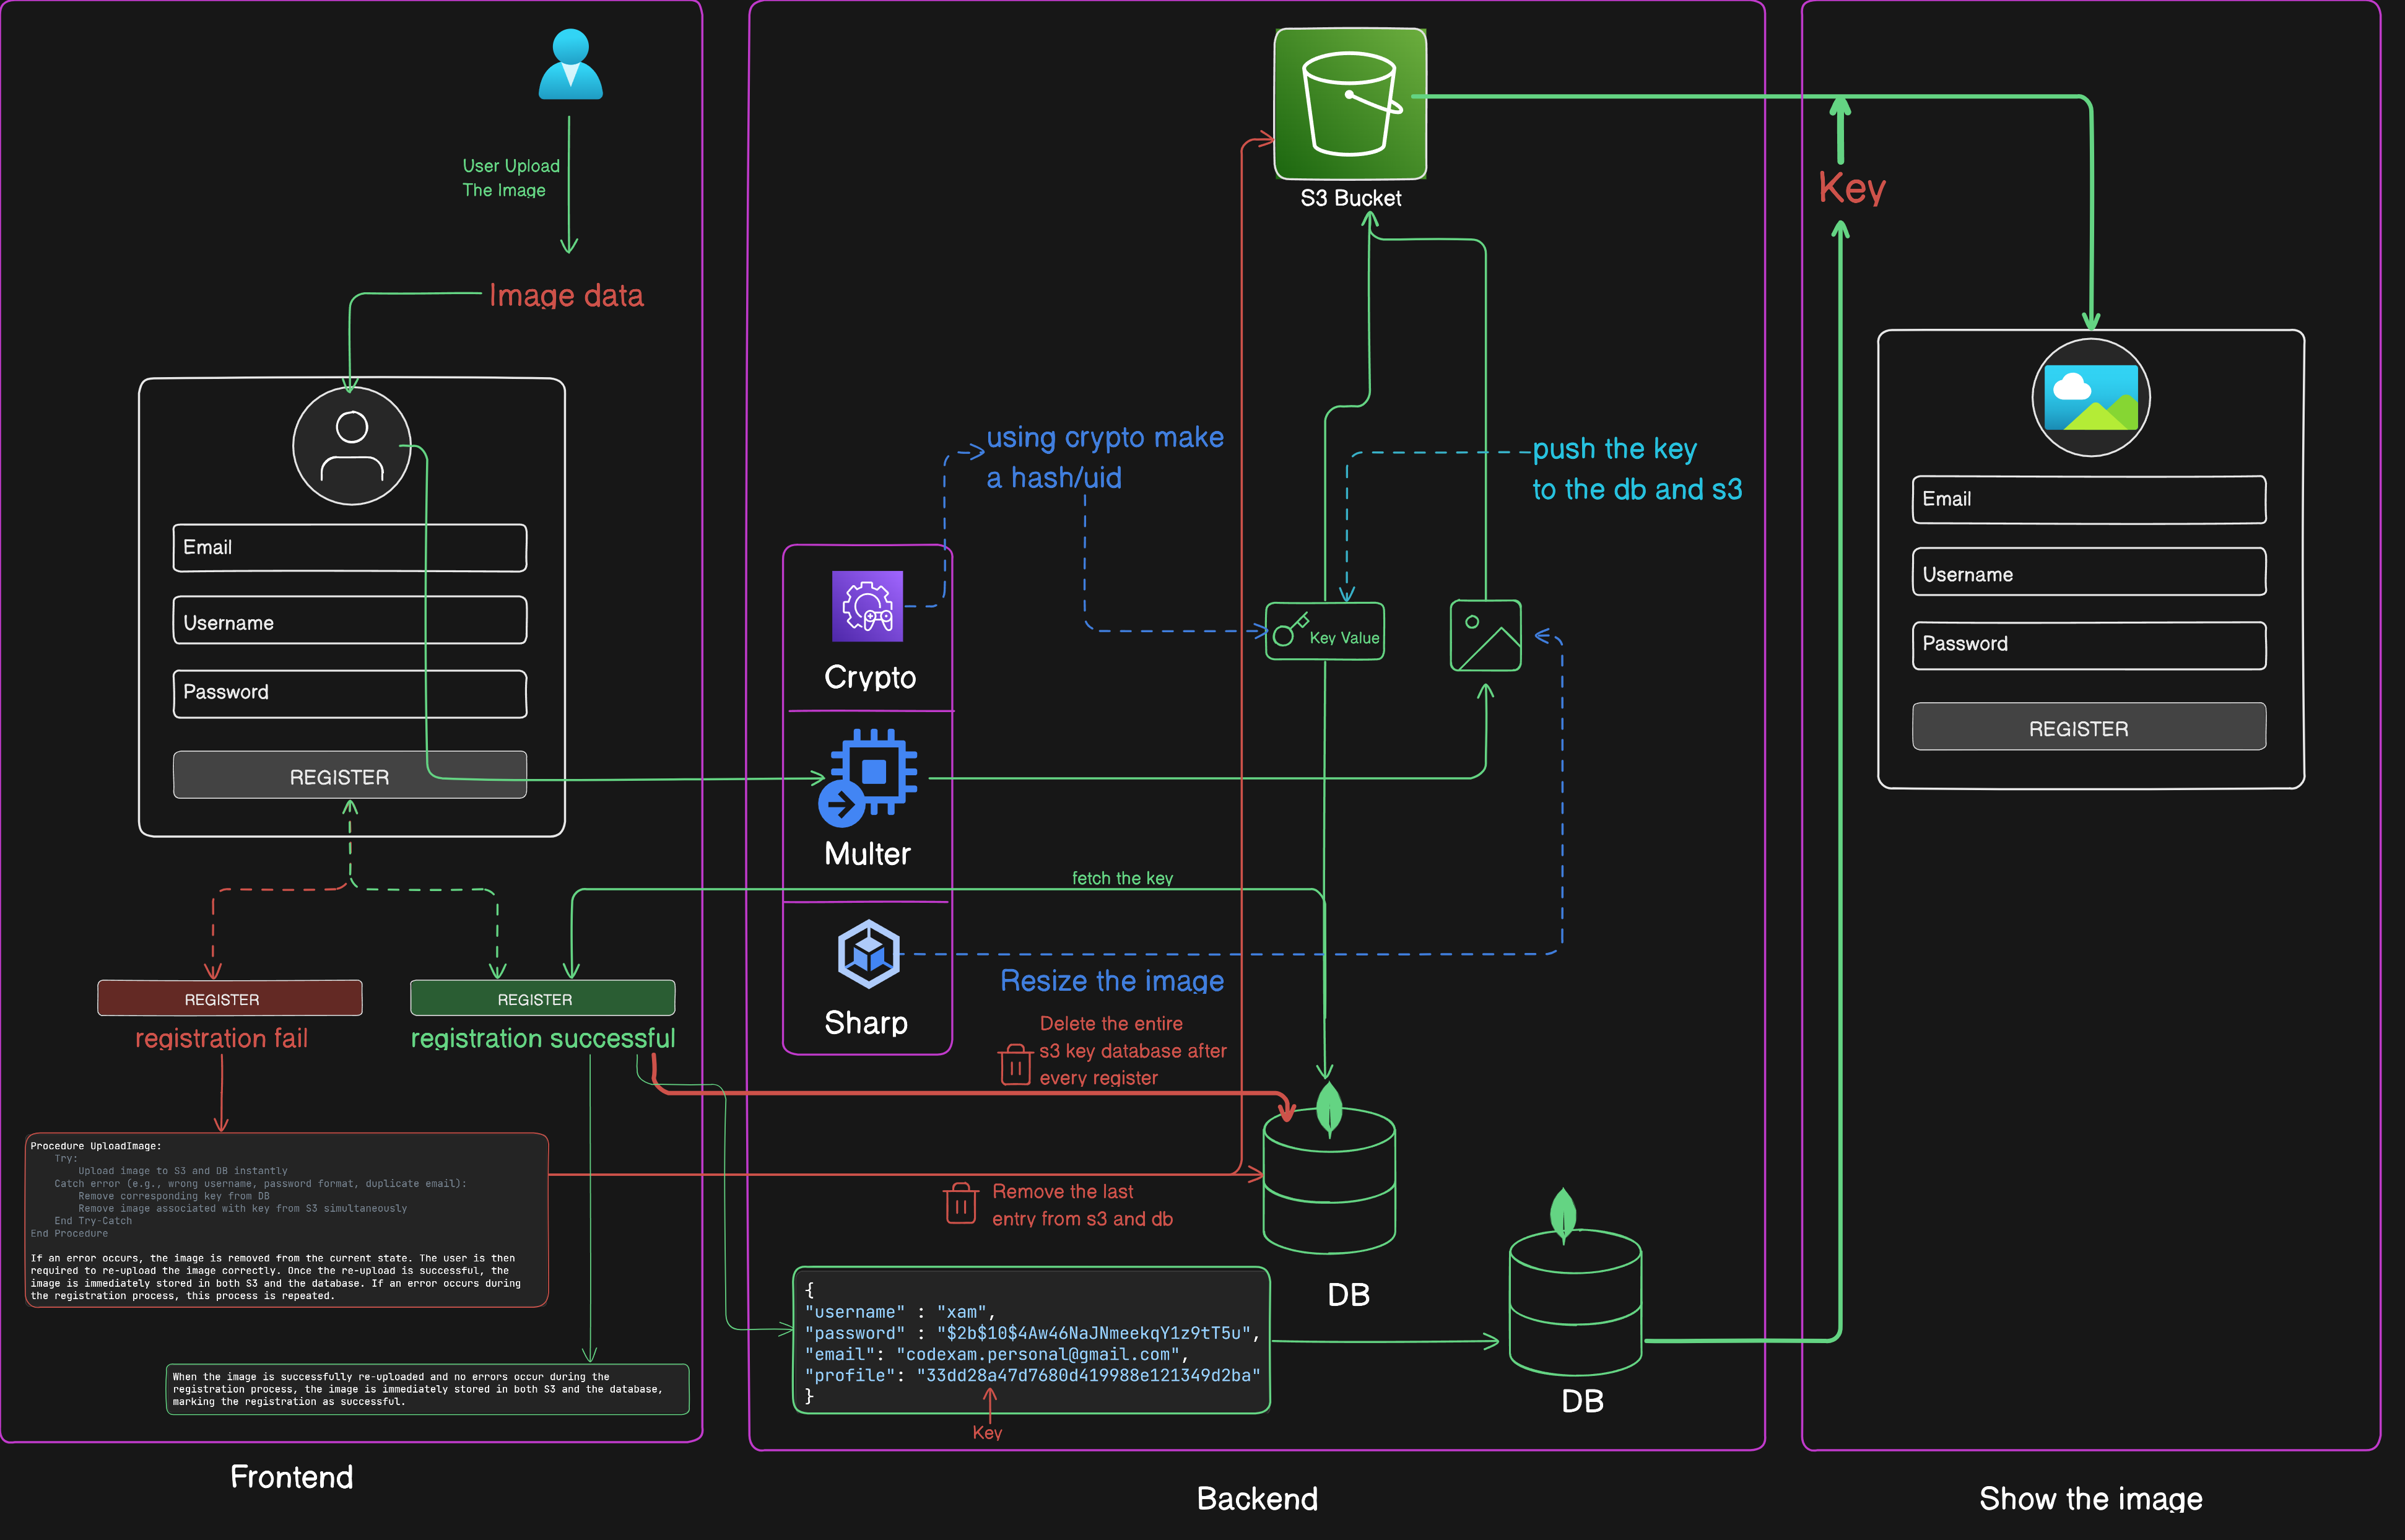 User Upload
The Image
Image data
Email
Username
Password
REGISTER
REGISTER
registration fail
REGISTER
registration successful
Procedure UploadImage:
Try:
Upload image to S3 and DB instantly
Catch error (e.g., wrong username, password format, duplicate email):
Remove corresponding key from DB
Remove image associated with key from S3 simultaneously
End Try-Catch
End Procedure
If an error occurs, the image is removed from the current state. The user is then
required to re-upload the image correctly. Once the re-upload is successful, the
image is immediately stored in both S3 and the database. If an error occurs during
the registration process, this process is repeated.
When the image is successfully re-uploaded and no errors occur during the
registration process, the image is immediately stored in both S3 and the database,
marking the registration as successful.
Frontend
S3 Bucket
using crypto make
a hash/uid
push the key
to the db and s3
Crypto
Key Value
Multer
fetch the key
Sharp
Resize the image
Delete the entire
s3 key database after
every register
Remove the last
entry from s3 and db
DB
{
"username" : "xam",
"password" : "$2b$10$4Aw46NaJNmeekqY1z9tT5u",
"email": "codexam.personal@gmail.com",
"profile": "33dd28a47d7680d419988e121349d2ba"
}
Key
DB
Backend
Key
Email
Username
Password
REGISTER
Show the image